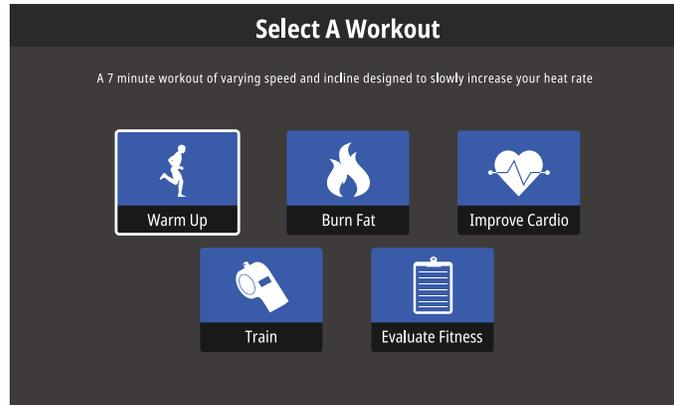 Select A Workout
A 7 minute workout of varying speed and incline designed to slowly increase your heat rate
Warm Up
Burn Fat
Improve Cardio
Train
Evaluate Fitness